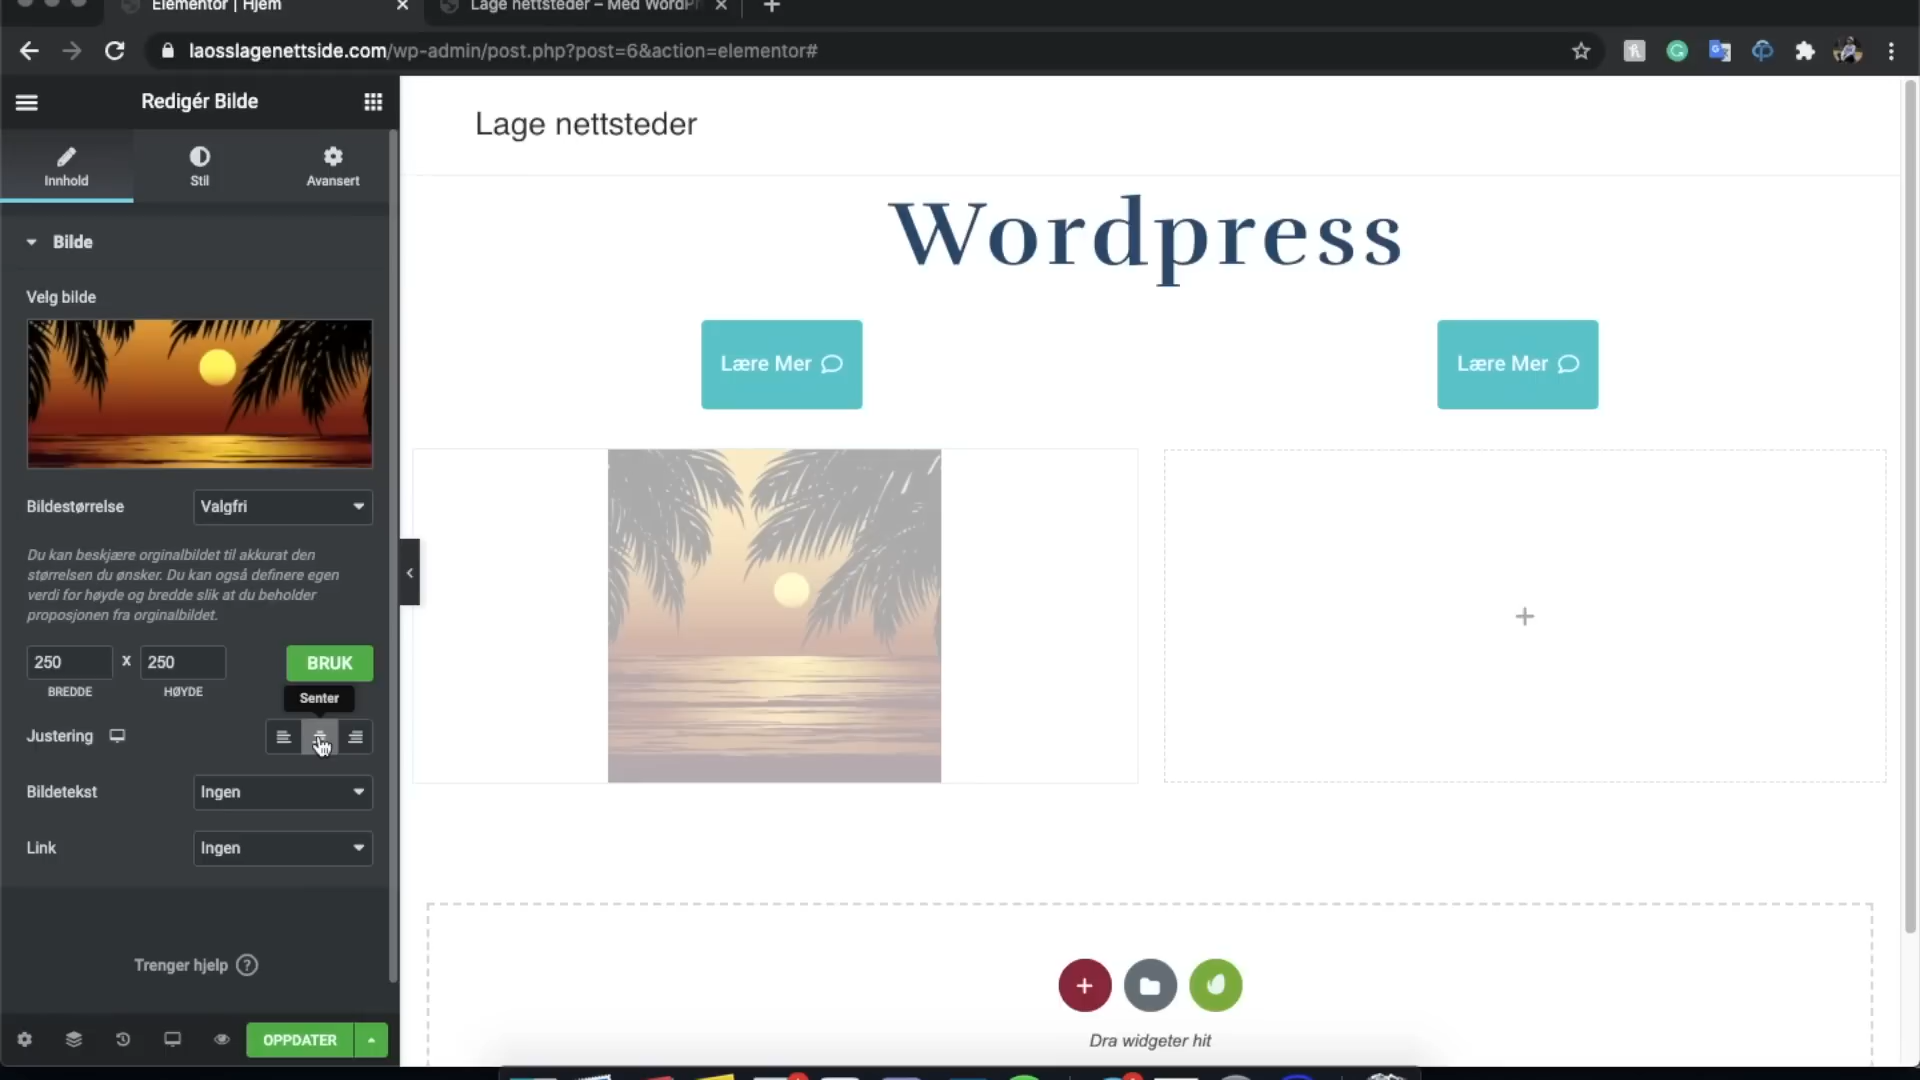 Elementor | Hjem
Lage nettsteder – Med WordPr
laosslagenettside.com/wp-admin/post.php?post=6&action=elementor#
Redigér Bilde
Innhold
Stil
Avansert
Bilde
Velg bilde
Bildestørrelse
Valgfri
Du kan beskjære orginalbildet til akkurat den
størrelsen du ønsker. Du kan også definere egen
verdi for høyde og bredde slik at du beholder
proposjonen fra orginalbildet.
250 x 250
BRUK
BREDDE
HØYDE
Senter
Justering
Bildetekst
Ingen
Link
Ingen
Trenger hjelp ?
OPPDATER
Lage nettsteder
Wordpress
Lære Mer
Lære Mer
Dra widgeter hit